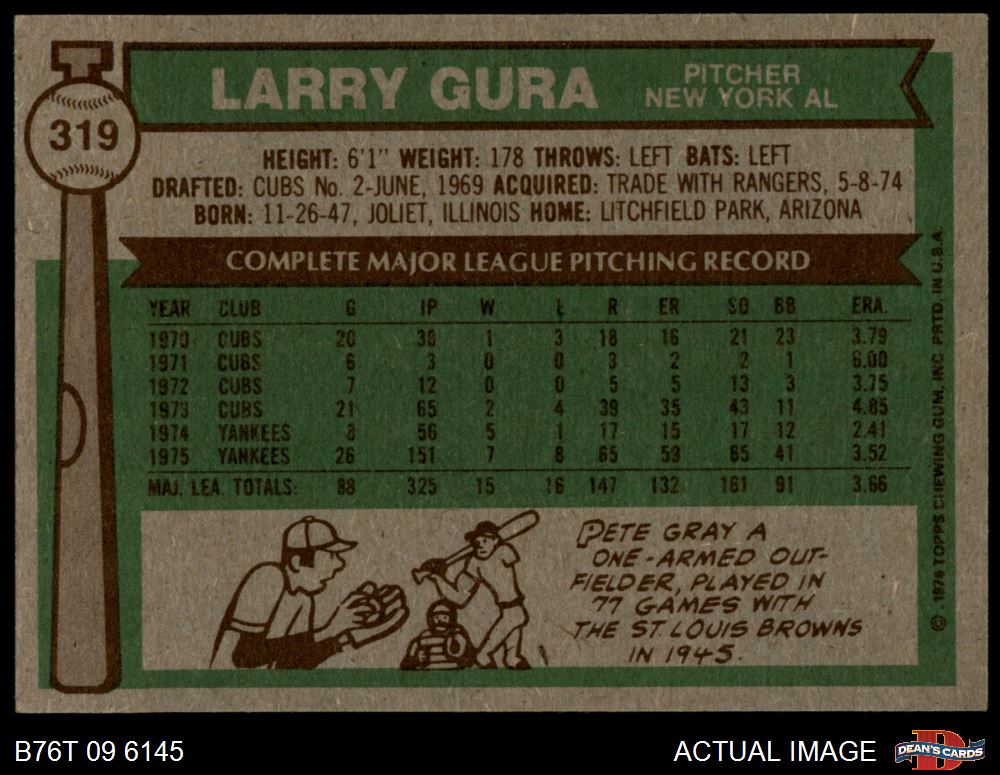 319
LARRY GURA
PITCHER
NEW YORK AL
HEIGHT: 6'1" WEIGHT: 178 THROWS: LEFT BATS: LEFT
DRAFTED: CUBS No. 2-JUNE, 1969 ACQUIRED: TRADE WITH RANGERS, 5-8-74
BORN: 11-26-47, JOLIET, ILLINOIS HOME: LITCHFIELD PARK, ARIZONA
COMPLETE MAJOR LEAGUE PITCHING RECORD
YEAR CLUB G IP W L R ER SO BB ERA.
1970 CUBS 20 38 1 3 18 16 21 23 3.79
1971 CUBS 6 3 0 0 3 2 2 1 6.00
1972 CUBS 7 12 0 0 5 5 13 3 3.75
1973 CUBS 21 65 2 4 39 35 43 11 4.85
1974 YANKEES 8 56 5 1 17 15 17 12 2.41
1975 YANKEES 26 151 7 8 65 59 65 41 3.52
MAJ. LEA. TOTALS: 88 325 15 16 147 132 161 91 3.66
PETE GRAY A
ONE-ARMED OUT-
FIELDER, PLAYED IN
77 GAMES WITH
THE ST. LOUIS BROWNS
IN 1945.
© 1976 TOPPS CHEWING GUM, INC. PRTD. IN U.S.A.
B76T 09 6145
ACTUAL IMAGE
DEAN'S CARDS